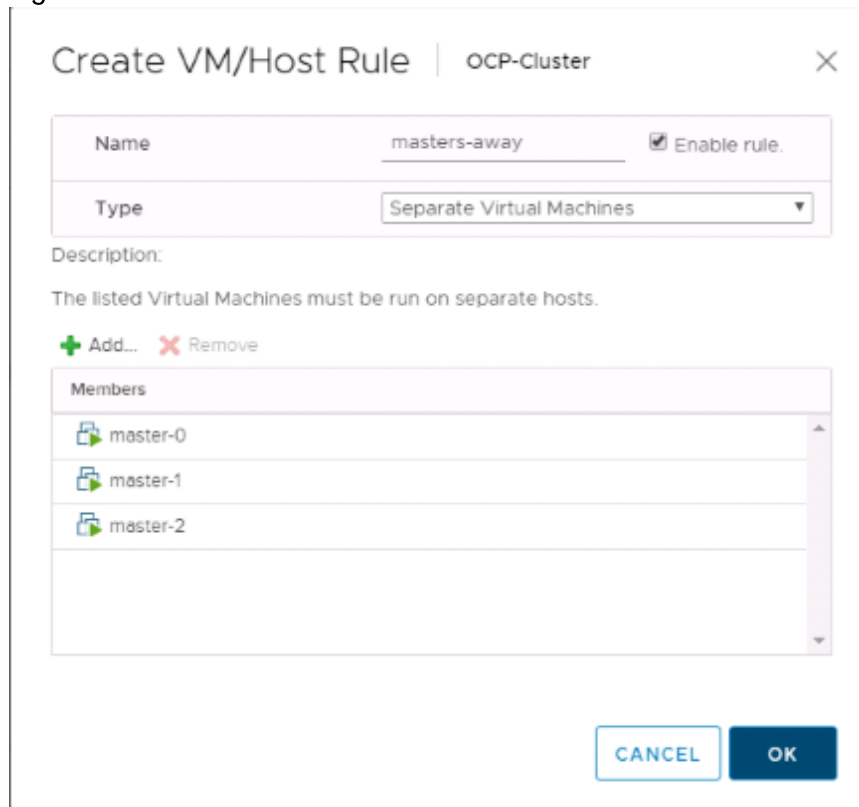 Create VM/Host Rule OCP-Cluster
Name masters-away Enable rule.
Type Separate Virtual Machines
Description:
The listed Virtual Machines must be run on separate hosts.
Add... Remove
Members
master-0
master-1
master-2
CANCEL OK